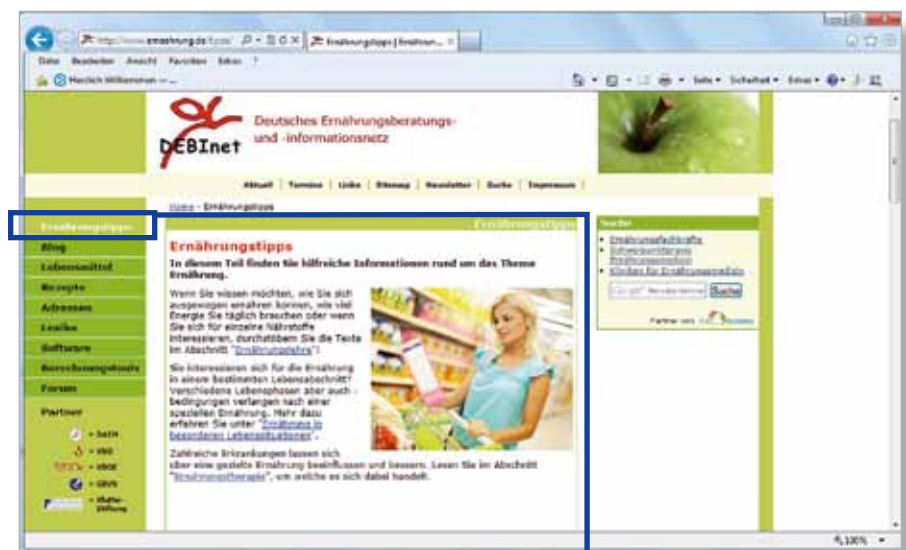 Ernährungstipps | Ernähr...
Datei Bearbeiten Ansicht Favoriten Extras ?
Herzlich Willkommen
Seite Sicherheit Extras
DEBInet
Deutsches Ernährungsberatungs-
und -informationsnetz
Aktuell | Termine | Links | Sitemap | Newsletter | Suche | Impressum |
Home - Ernährungstipps
Ernährungstipps
Blog
Lebensmittel
Rezepte
Adressen
Lexika
Software
Berechnungstools
Forum
Partner
Ernährungstipps
Ernährungstipps
In diesem Teil finden Sie hilfreiche Informationen rund um das Thema
Ernährung.
Wenn Sie wissen möchten, wie Sie sich
ausgewogen ernähren können, wie viel
Energie Sie täglich brauchen oder wenn
Sie sich für einzelne Nährstoffe
interessieren, durchstöbern Sie die Texte
im Abschnitt "Ernährungslehre"!
Sie interessieren sich für die Ernährung
in einem bestimmten Lebensabschnitt?
Verschiedene Lebensphasen aber auch -
bedingungen verlangen nach einer
speziellen Ernährung. Mehr dazu
erfahren Sie unter "Ernährung in
besonderen Lebenssituationen".
Zahlreiche Erkrankungen lassen sich
über eine gezielte Ernährung beeinflussen und bessern. Lesen Sie im Abschnitt
"Ernährungstherapie", um welche es sich dabei handelt.
Suche
Ernährungsfachkräfte
Schwerpunktpraxis
Ernährungsmedizin
Kliniken für Ernährungsmedizin
Suche
Partner von
100%